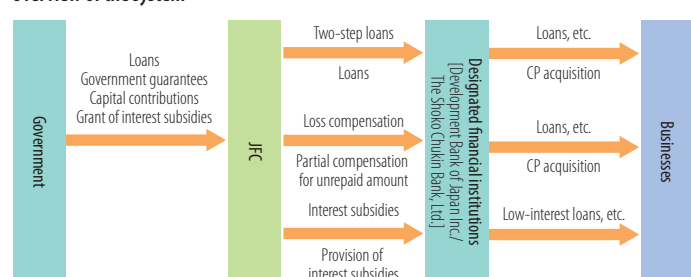 Government
Loans
Government guarantees
Capital contributions
Grant of interest subsidies
JFC
Two-step loans
Loans
Loss compensation
Partial compensation
for unrepaid amount
Interest subsidies
Provision of
interest subsidies
Designated financial institutions
[Development Bank of Japan Inc./
The Shoko Chukin Bank, Ltd.]
Loans, etc.
CP acquisition
Loans, etc.
CP acquisition
Low-interest loans, etc.
Businesses